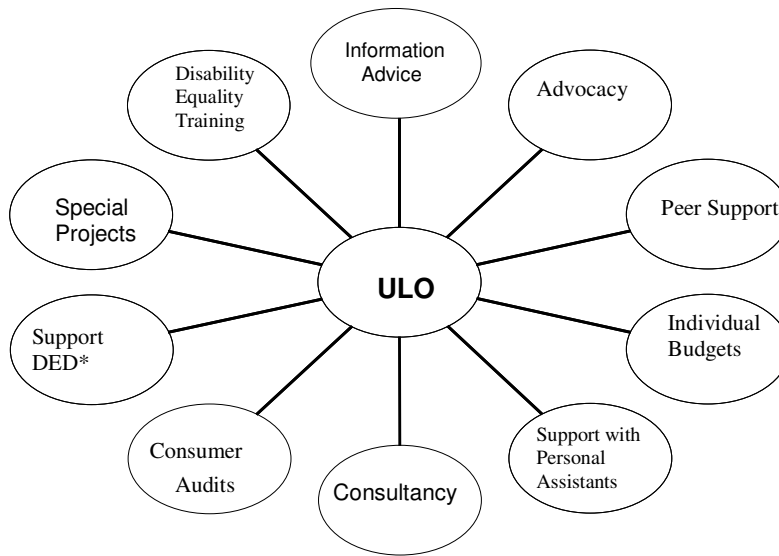 Information
Advice
Disability
Equality
Training
Advocacy
Special
Projects
Peer Support
ULO
Support
DED*
Individual
Budgets
Consumer
Audits
Support with
Personal
Assistants
Consultancy